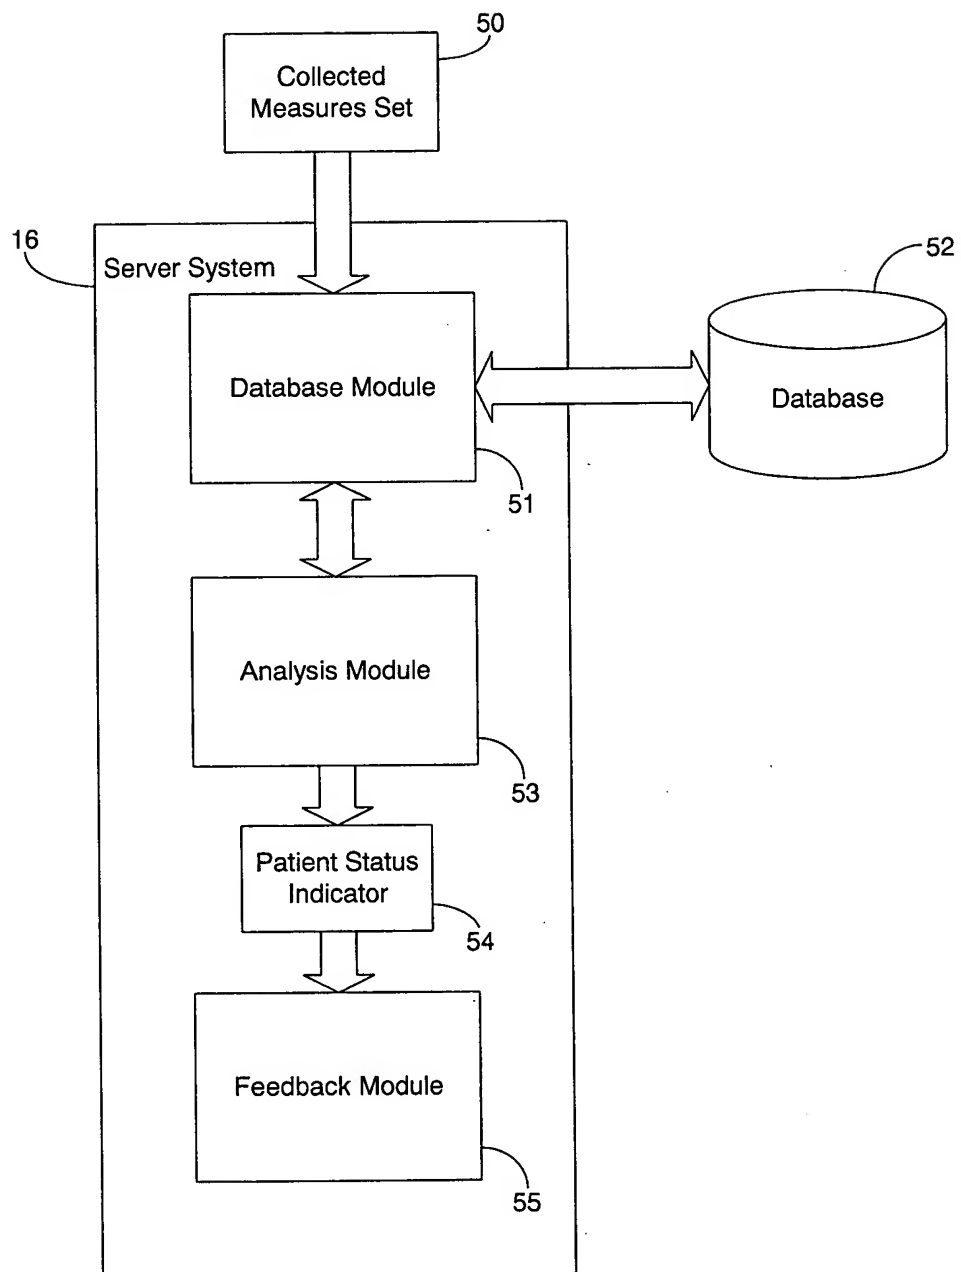 50
Collected
Measures Set
16
Server System
52
Database Module
Database
51
Analysis Module
53
Patient Status
Indicator
54
Feedback Module
55